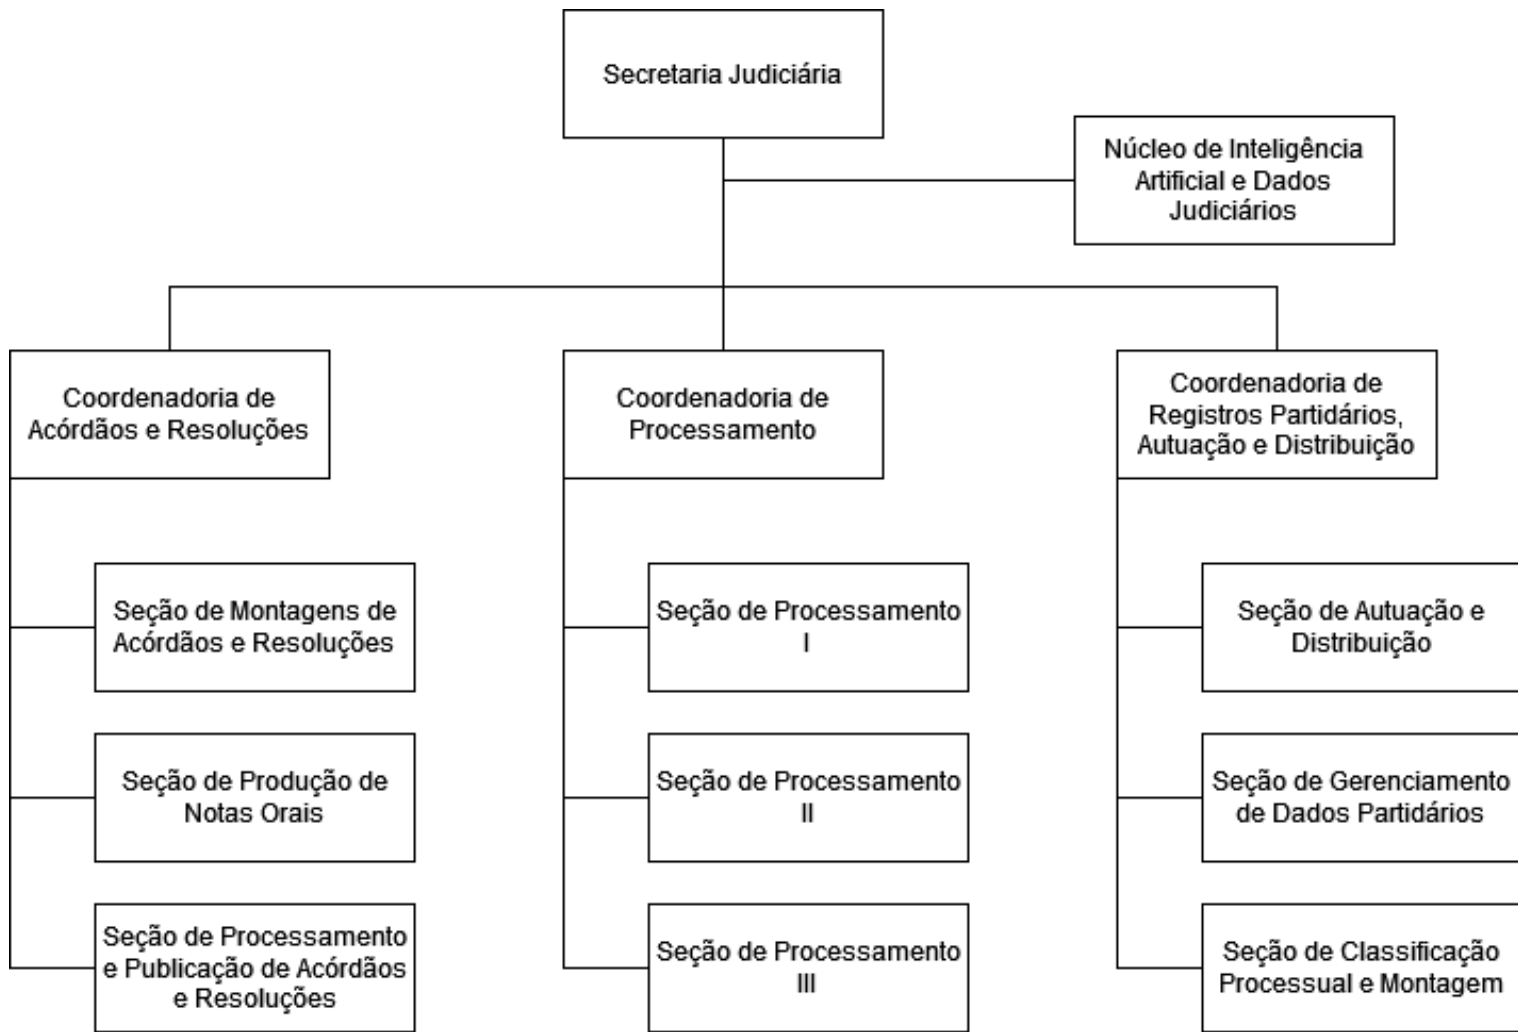 Secretaria Judiciária
Núcleo de Inteligência
Artificial e Dados
Judiciários
Coordenadoria de
Acórdãos e Resoluções
Coordenadoria de
Processamento
Coordenadoria de
Registros Partidários,
Autuação e Distribuição
Seção de Montagens de
Acórdãos e Resoluções
Seção de Processamento
I
Seção de Autuação e
Distribuição
Seção de Produção de
Notas Orais
Seção de Processamento
II
Seção de Gerenciamento
de Dados Partidários
Seção de Processamento
e Publicação de Acórdãos
e Resoluções
Seção de Processamento
III
Seção de Classificação
Processual e Montagem